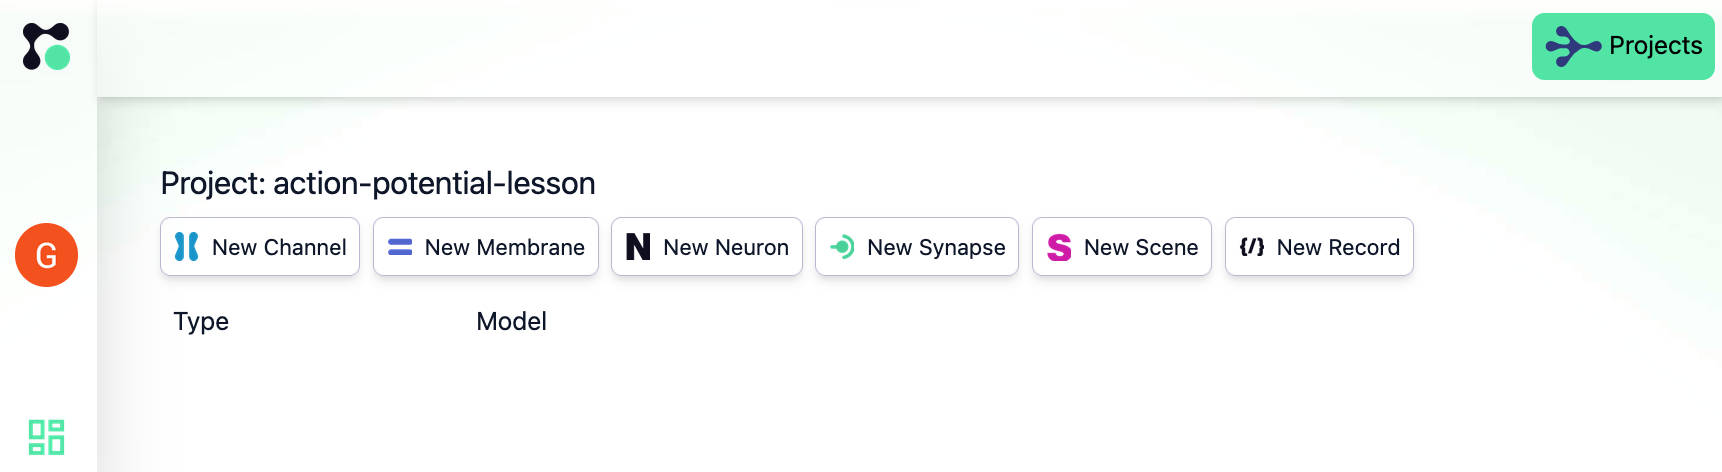 Projects
Project: action-potential-lesson
G
New Channel New Membrane N New Neuron New Synapse S New Scene {/} New Record
Type Model